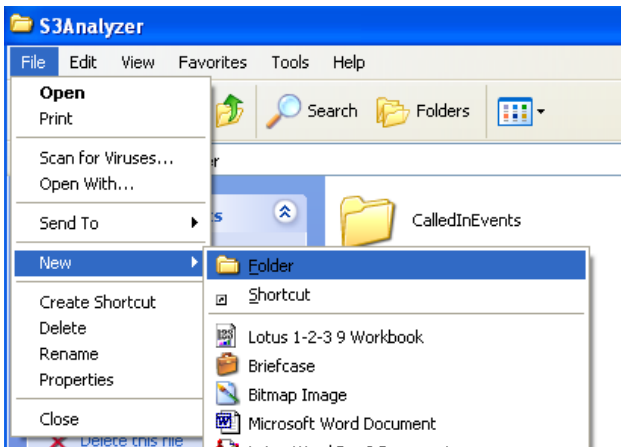 S3Analyzer
File Edit View Favorites Tools Help
Open
Print
Search Folders
Scan for Viruses...
Open With...
Send To
CalledInEvents
New
Folder
Shortcut
Create Shortcut
Delete
Rename
Properties
Lotus 1-2-3 9 Workbook
Briefcase
Bitmap Image
Microsoft Word Document
Close
Delete this file